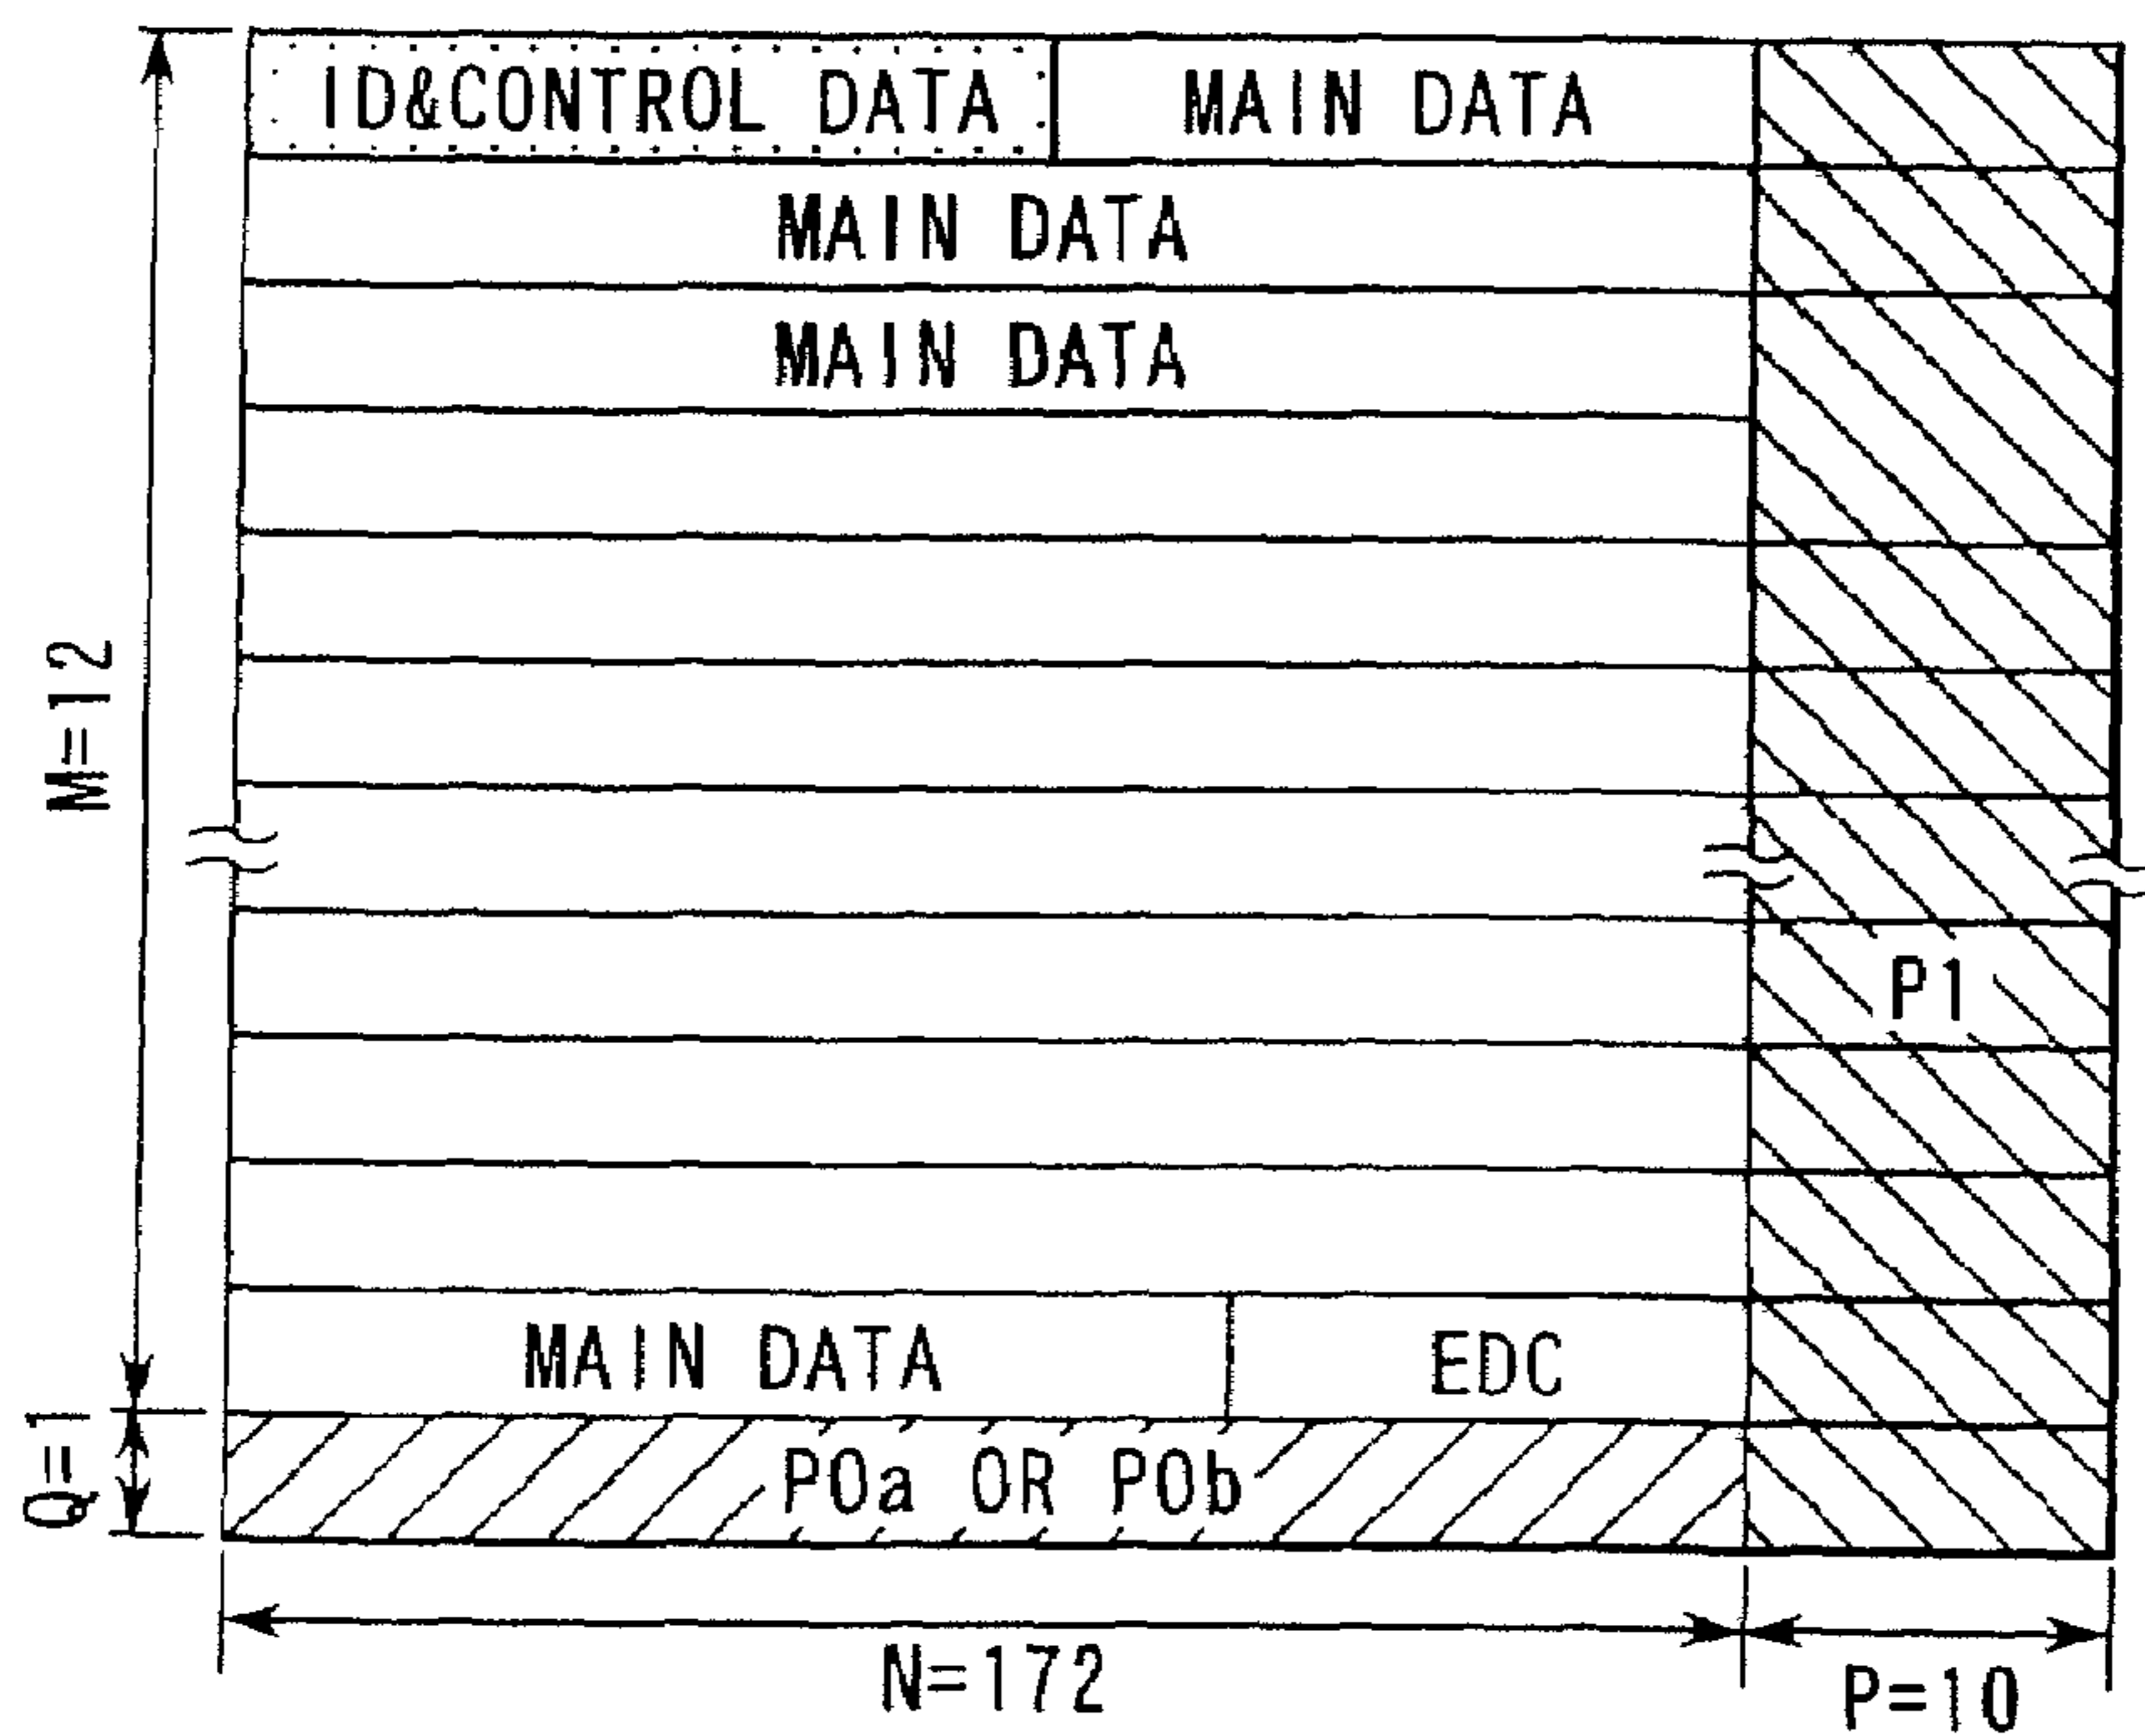 ID&CONTROL DATA MAIN DATA
MAIN DATA
MAIN DATA
M=12
P1
MAIN DATA EDC
Q=1
POa OR POb
N=172
P=10